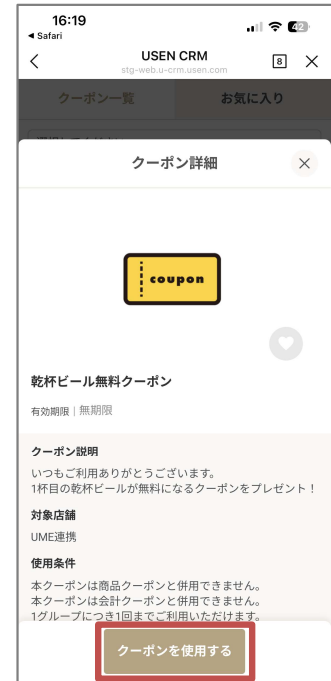 16:19
42
◀ Safari
USEN CRM
8
stg-web.u-crm.usen.com
クーポン一覧
お気に入り
クーポン詳細
coupon
乾杯ビール無料クーポン
有効期限 | 無期限
クーポン説明
いつもご利用ありがとうございます。
1杯目の乾杯ビールが無料になるクーポンをプレゼント！
対象店舗
UME連携
使用条件
本クーポンは商品クーポンと併用できません。
本クーポンは会計クーポンと併用できません。
1グループにつき1回までご利用いただけます。
クーポンを使用する